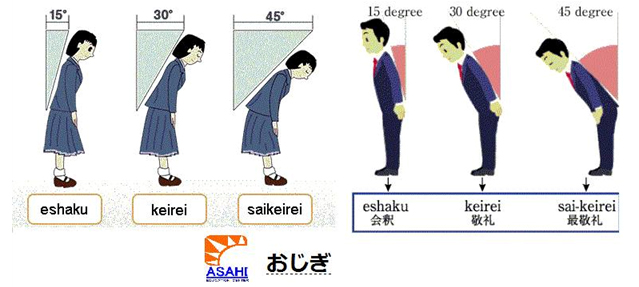 15°
30°
45°
eshaku
keirei
saikeirei
15 degree
30 degree
45 degree
eshaku
会釈
keirei
敬礼
sai-keirei
最敬礼
ASAHI
おじぎ